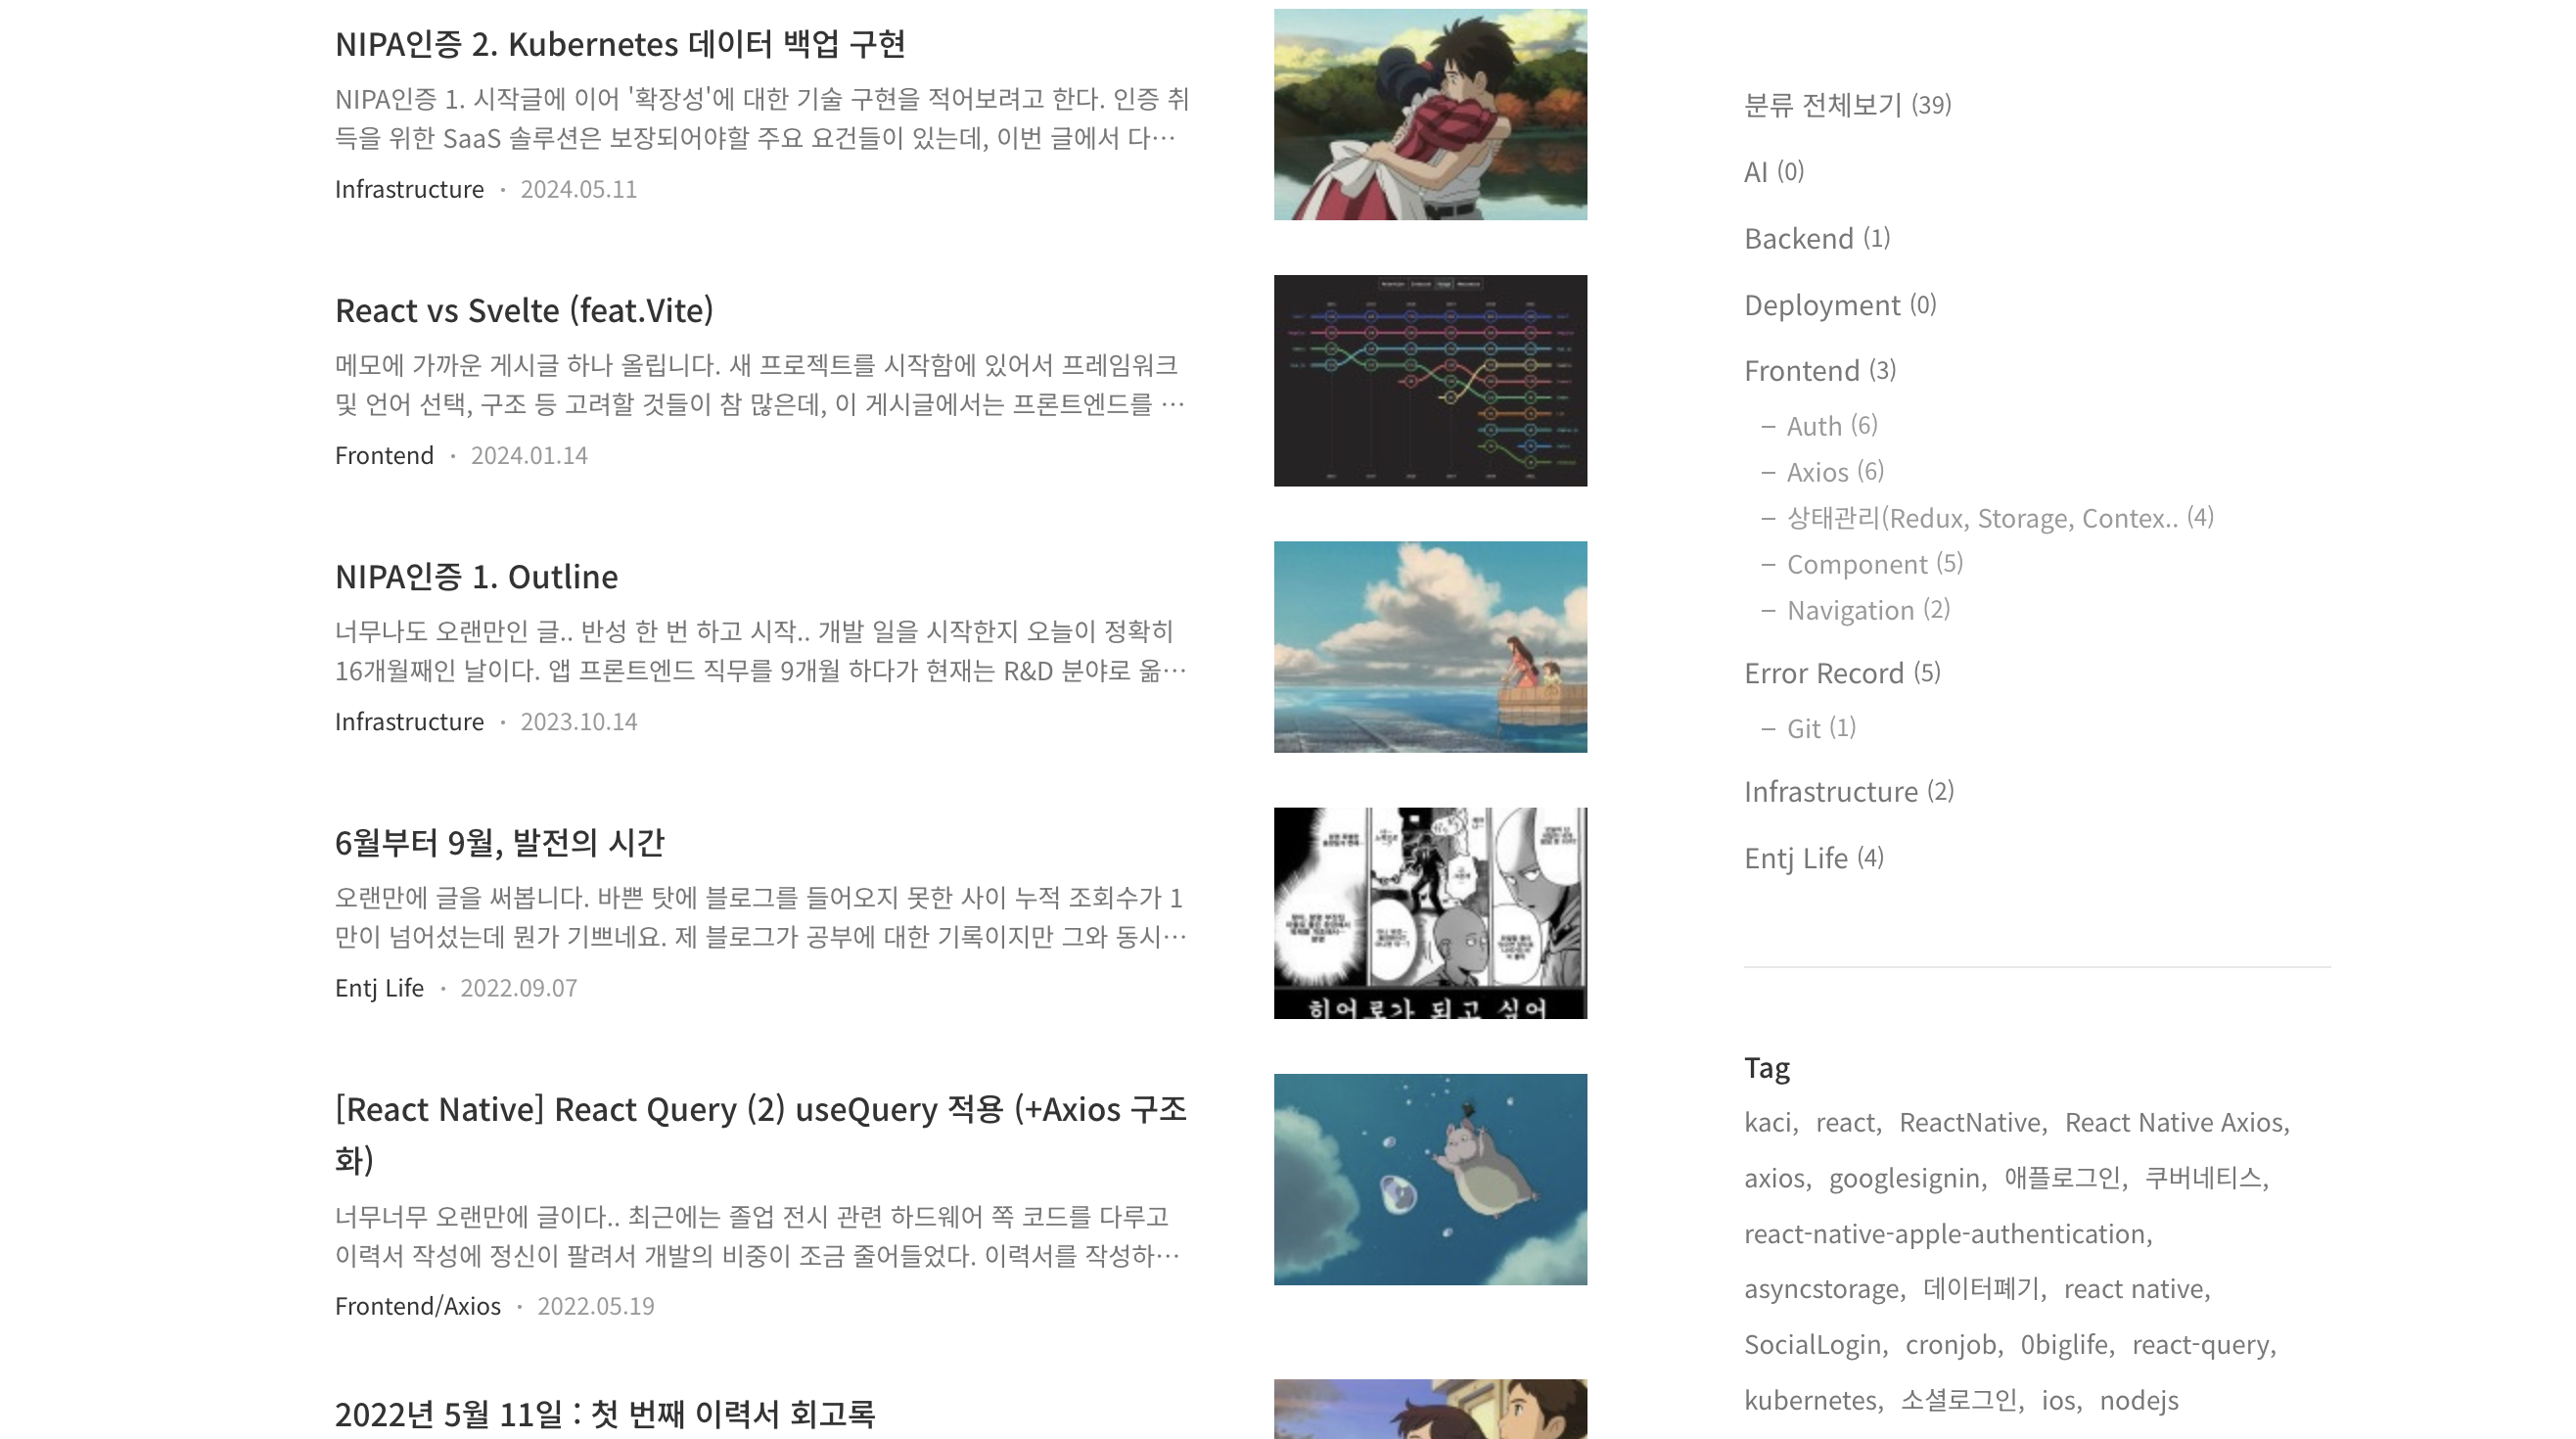 NIPA인증 2. Kubernetes 데이터 백업 구현
NIPA인증 1. 시작글에 이어 '확장성'에 대한 기술 구현을 적어보려고 한다. 인증 취
득을 위한 SaaS 솔루션은 보장되어야할 주요 요건들이 있는데, 이번 글에서 다…
Infrastructure · 2024.05.11
React vs Svelte (feat.Vite)
메모에 가까운 게시글 하나 올립니다. 새 프로젝트를 시작함에 있어서 프레임워크
및 언어 선택, 구조 등 고려할 것들이 참 많은데, 이 게시글에서는 프론트엔드를 …
Frontend · 2024.01.14
NIPA인증 1. Outline
너무나도 오랜만인 글.. 반성 한 번 하고 시작.. 개발 일을 시작한지 오늘이 정확히
16개월째인 날이다. 앱 프론트엔드 직무를 9개월 하다가 현재는 R&D 분야로 옮…
Infrastructure · 2023.10.14
6월부터 9월, 발전의 시간
오랜만에 글을 써봅니다. 바쁜 탓에 블로그를 들어오지 못한 사이 누적 조회수가 1
만이 넘어섰는데 뭔가 기쁘네요. 제 블로그가 공부에 대한 기록이지만 그와 동시…
Entj Life · 2022.09.07
히어로가 되고 싶어
[React Native] React Query (2) useQuery 적용 (+Axios 구조
화)
너무너무 오랜만에 글이다.. 최근에는 졸업 전시 관련 하드웨어 쪽 코드를 다루고
이력서 작성에 정신이 팔려서 개발의 비중이 조금 줄어들었다. 이력서를 작성하…
Frontend/Axios · 2022.05.19
2022년 5월 11일 : 첫 번째 이력서 회고록
분류 전체보기 (39)
AI (0)
Backend (1)
Deployment (0)
Frontend (3)
– Auth (6)
– Axios (6)
– 상태관리(Redux, Storage, Contex.. (4)
– Component (5)
– Navigation (2)
Error Record (5)
– Git (1)
Infrastructure (2)
Entj Life (4)
Tag
kaci, react, ReactNative, React Native Axios,
axios, googlesignin, 애플로그인, 쿠버네티스,
react-native-apple-authentication,
asyncstorage, 데이터폐기, react native,
SocialLogin, cronjob, 0biglife, react-query,
kubernetes, 소셜로그인, ios, nodejs